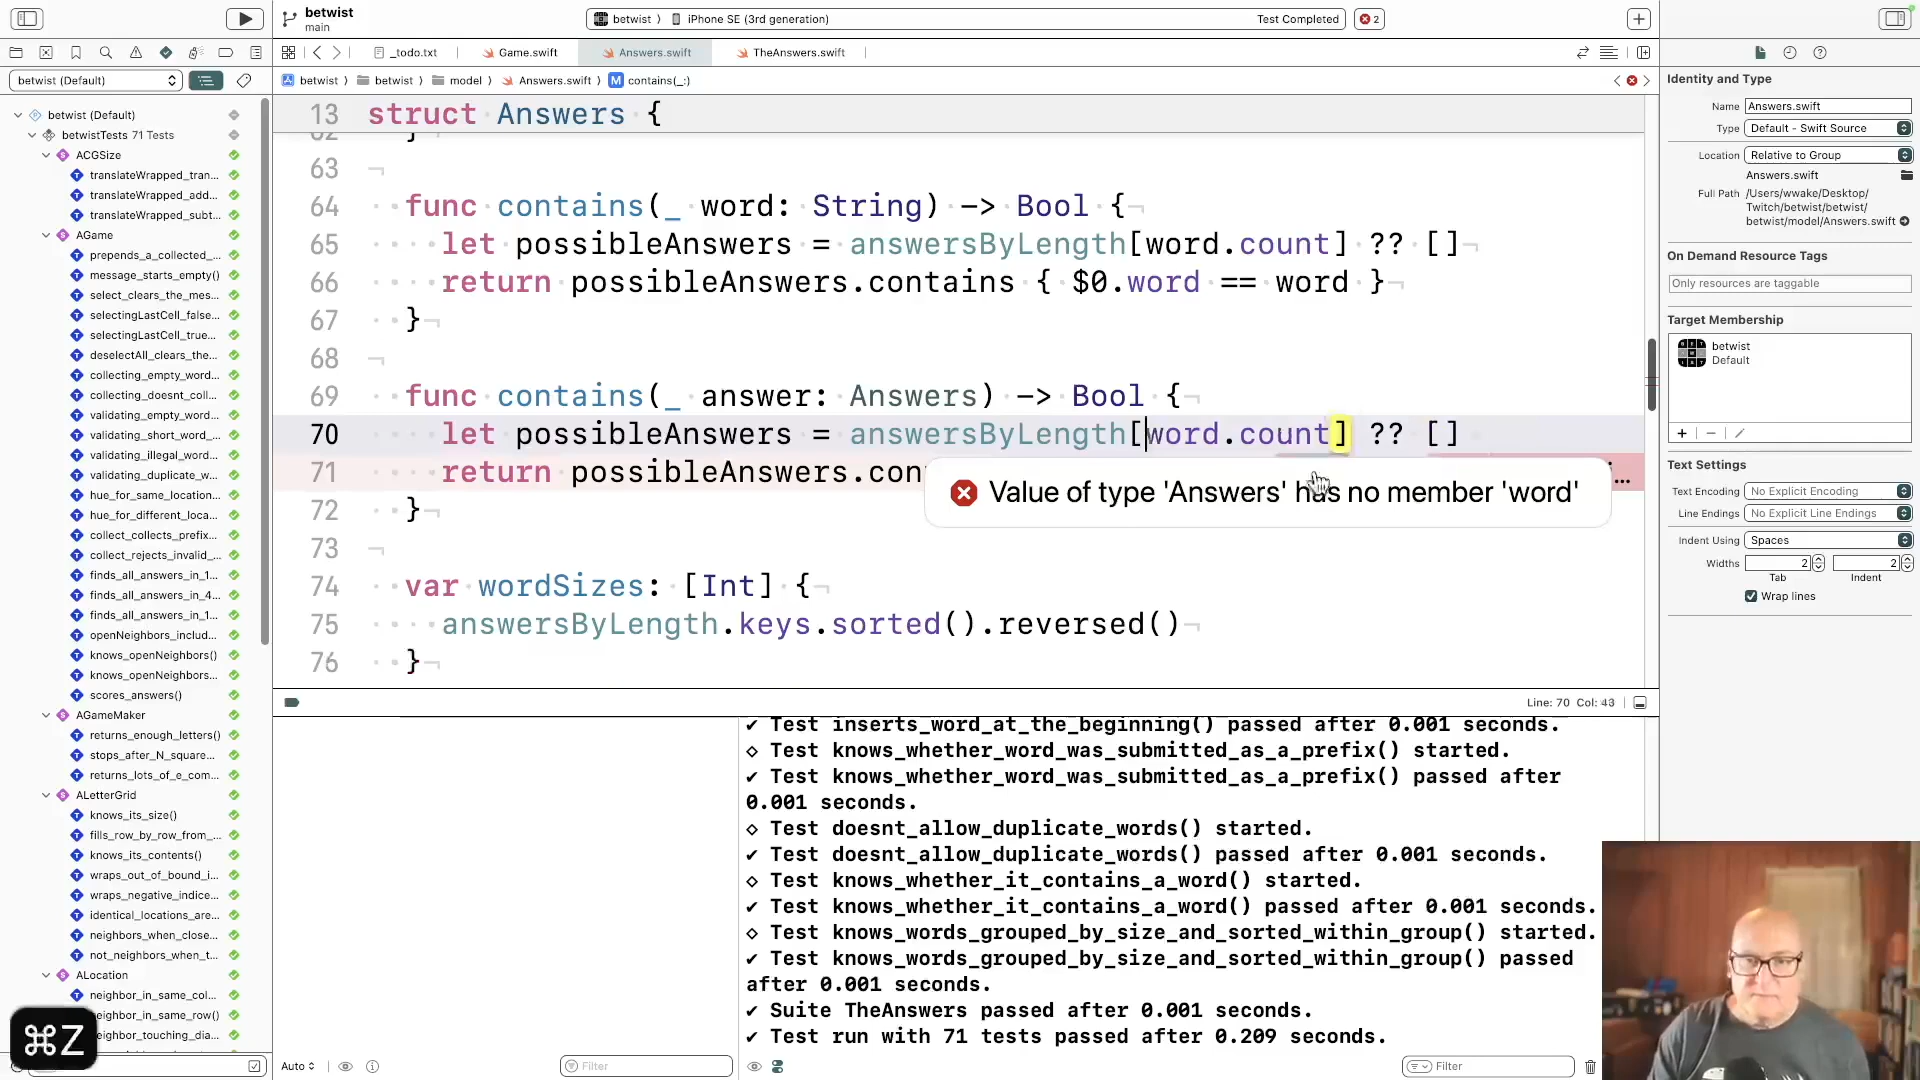 betwist
main
betwist 〉 iPhone SE (3rd generation)
Test Completed
2
_todo.txt
Game.swift
Answers.swift
TheAnswers.swift
betwist (Default)
betwist 〉 betwist 〉 model 〉 Answers.swift 〉 M contains(_:)
betwist (Default)
betwistTests 71 Tests
ACGSize
translateWrapped_tran...
translateWrapped_add...
translateWrapped_subt...
AGame
prepends_a_collected_...
message_starts_empty()
select_clears_the_mes...
selectingLastCell_false...
selectingLastCell_true...
deselectAll_clears_the...
collecting_empty_word...
collecting_doesnt_coll...
validating_empty_word...
validating_short_word_...
validating_illegal_word...
validating_duplicate_w...
hue_for_same_location...
hue_for_different_loca...
collect_collects_prefix...
collect_rejects_invalid_...
finds_all_answers_in_1...
finds_all_answers_in_4...
finds_all_answers_in_1...
openNeighbors_includ...
knows_openNeighbors()
knows_openNeighbors...
scores_answers()
AGameMaker
returns_enough_letters()
stops_after_N_square...
returns_lots_of_e_com...
ALetterGrid
knows_its_size()
fills_row_by_row_from_...
knows_its_contents()
wraps_out_of_bound_i...
wraps_negative_indice...
identical_locations_are...
neighbors_when_close...
not_neighbors_when_t...
ALocation
neighbor_in_same_col...
neighbor_in_same_row()
neighbor_touching_dia...
⌘Z
13 struct Answers {
62 }
63
64 func contains(_ word: String) -> Bool {
65 let possibleAnswers = answersByLength[word.count] ?? []
66 return possibleAnswers.contains { $0.word == word }
67 }
68
69 func contains(_ answer: Answers) -> Bool {
70 let possibleAnswers = answersByLength[word.count] ?? []
71 return possibleAnswers.con
Value of type 'Answers' has no member 'word'
72 }
73
74 var wordSizes: [Int] {
75 answersByLength.keys.sorted().reversed()
76 }
Line: 70 Col: 43
✔ Test inserts_word_at_the_beginning() passed after 0.001 seconds.
◇ Test knows_whether_word_was_submitted_as_a_prefix() started.
✔ Test knows_whether_word_was_submitted_as_a_prefix() passed after
0.001 seconds.
◇ Test doesnt_allow_duplicate_words() started.
✔ Test doesnt_allow_duplicate_words() passed after 0.001 seconds.
◇ Test knows_whether_it_contains_a_word() started.
✔ Test knows_whether_it_contains_a_word() passed after 0.001 seconds.
◇ Test knows_words_grouped_by_size_and_sorted_within_group() started.
✔ Test knows_words_grouped_by_size_and_sorted_within_group() passed
after 0.001 seconds.
✔ Suite TheAnswers passed after 0.001 seconds.
✔ Test run with 71 tests passed after 0.209 seconds.
Auto
Filter
Filter
Identity and Type
Name Answers.swift
Type Default - Swift Source
Location Relative to Group
Answers.swift
Full Path /Users/wwake/Desktop/
Twitch/betwist/betwist/
betwist/model/Answers.swift
On Demand Resource Tags
Only resources are taggable
Target Membership
betwist
Default
Text Settings
Text Encoding No Explicit Encoding
Line Endings No Explicit Line Endings
Indent Using Spaces
Widths 2 2
Tab Indent
Wrap lines